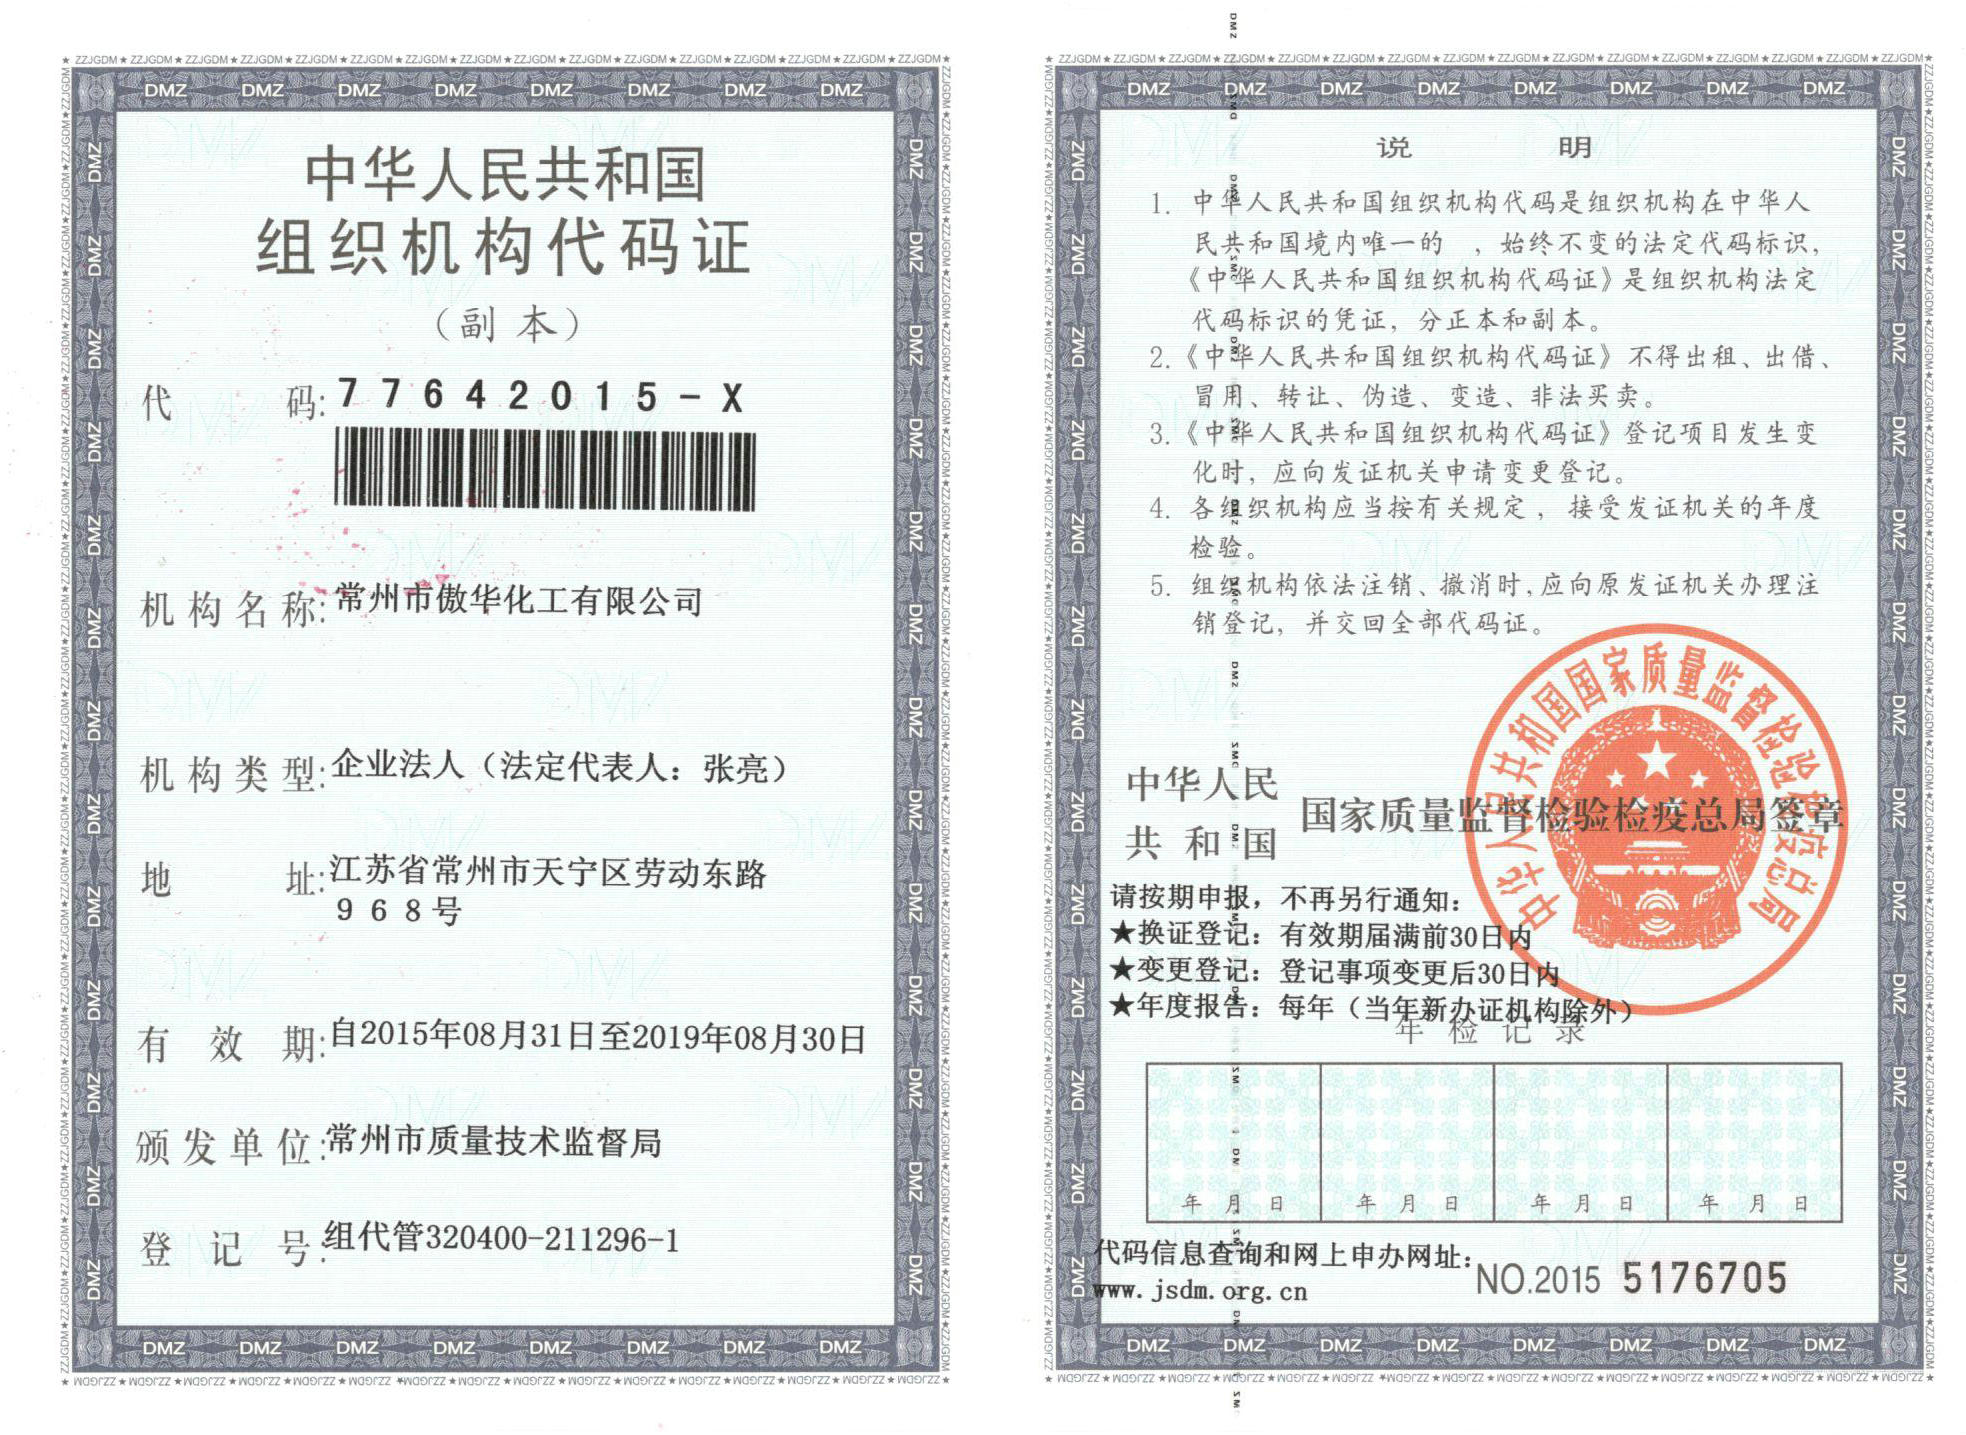 中华人民共和国
组织机构代码证
（副本）
代 码: 77642015-X
机构名称: 常州市傲华化工有限公司
机构类型: 企业法人（法定代表人：张亮）
地 址: 江苏省常州市天宁区劳动东路
968号
有 效 期: 自2015年08月31日至2019年08月30日
颁发单位: 常州市质量技术监督局
登 记 号: 组代管320400-211296-1
说 明
1. 中华人民共和国组织机构代码是组织机构在中华人
民共和国境内唯一的 ，始终不变的法定代码标识，
《中华人民共和国组织机构代码证》是组织机构法定
代码标识的凭证，分正本和副本。
2.《中华人民共和国组织机构代码证》不得出租、出借、
冒用、转让、伪造、变造、非法买卖。
3.《中华人民共和国组织机构代码证》登记项目发生变
化时，应向发证机关申请变更登记。
4. 各组织机构应当按有关规定，接受发证机关的年度
检验。
5. 组织机构依法注销、撤消时,应向原发证机关办理注
销登记，并交回全部代码证。
中华人民共和国国家质量监督检验检疫总局
中华人民
共和国
国家质量监督检验检疫总局签章
请按期申报，不再另行通知：
★换证登记：有效期届满前30日内
★变更登记：登记事项变更后30日内
★年度报告：每年（当年新办证机构除外）
年检记录
年 月 日 年 月 日 年 月 日 年 月 日
代码信息查询和网上申办网址：
www.jsdm.org.cn
NO.2015 5176705